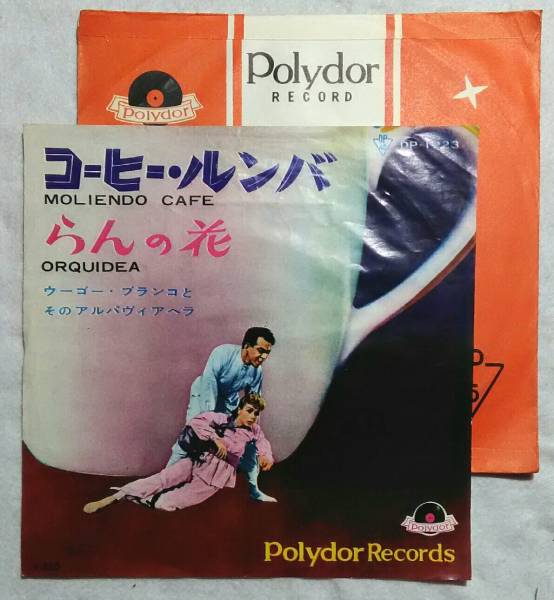 Polydor
RECORD
Polydor
コーヒー・ルンバ
MOLIENDO CAFE
らんの花
ORQUIDEA
ウーゴー・ブランコと
そのアルパヴィアヘラ
Polydor
Polydor Records